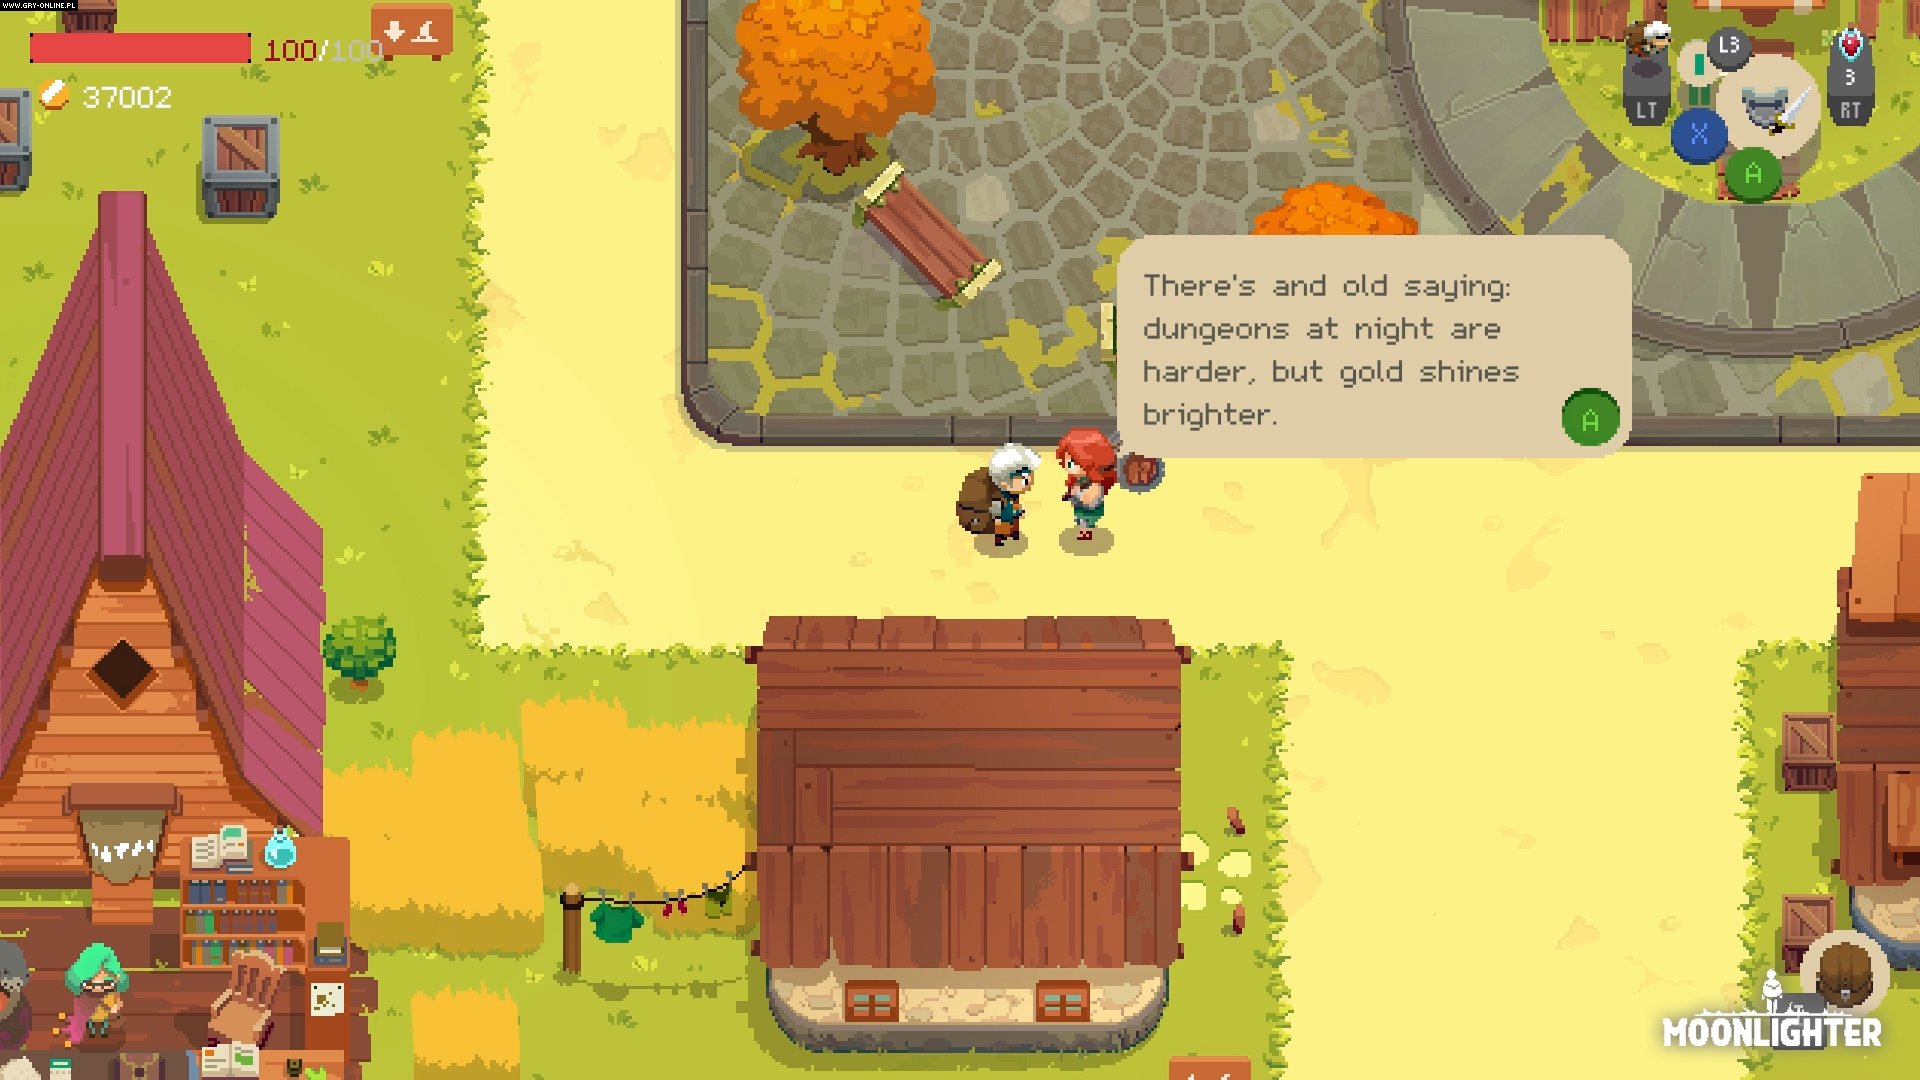 WWW.GRY-ONLINE.PL
100/100
37002
L3
3
LT
RT
X
A
There's and old saying:
dungeons at night are
harder, but gold shines
brighter.
A
MOONLIGHTER